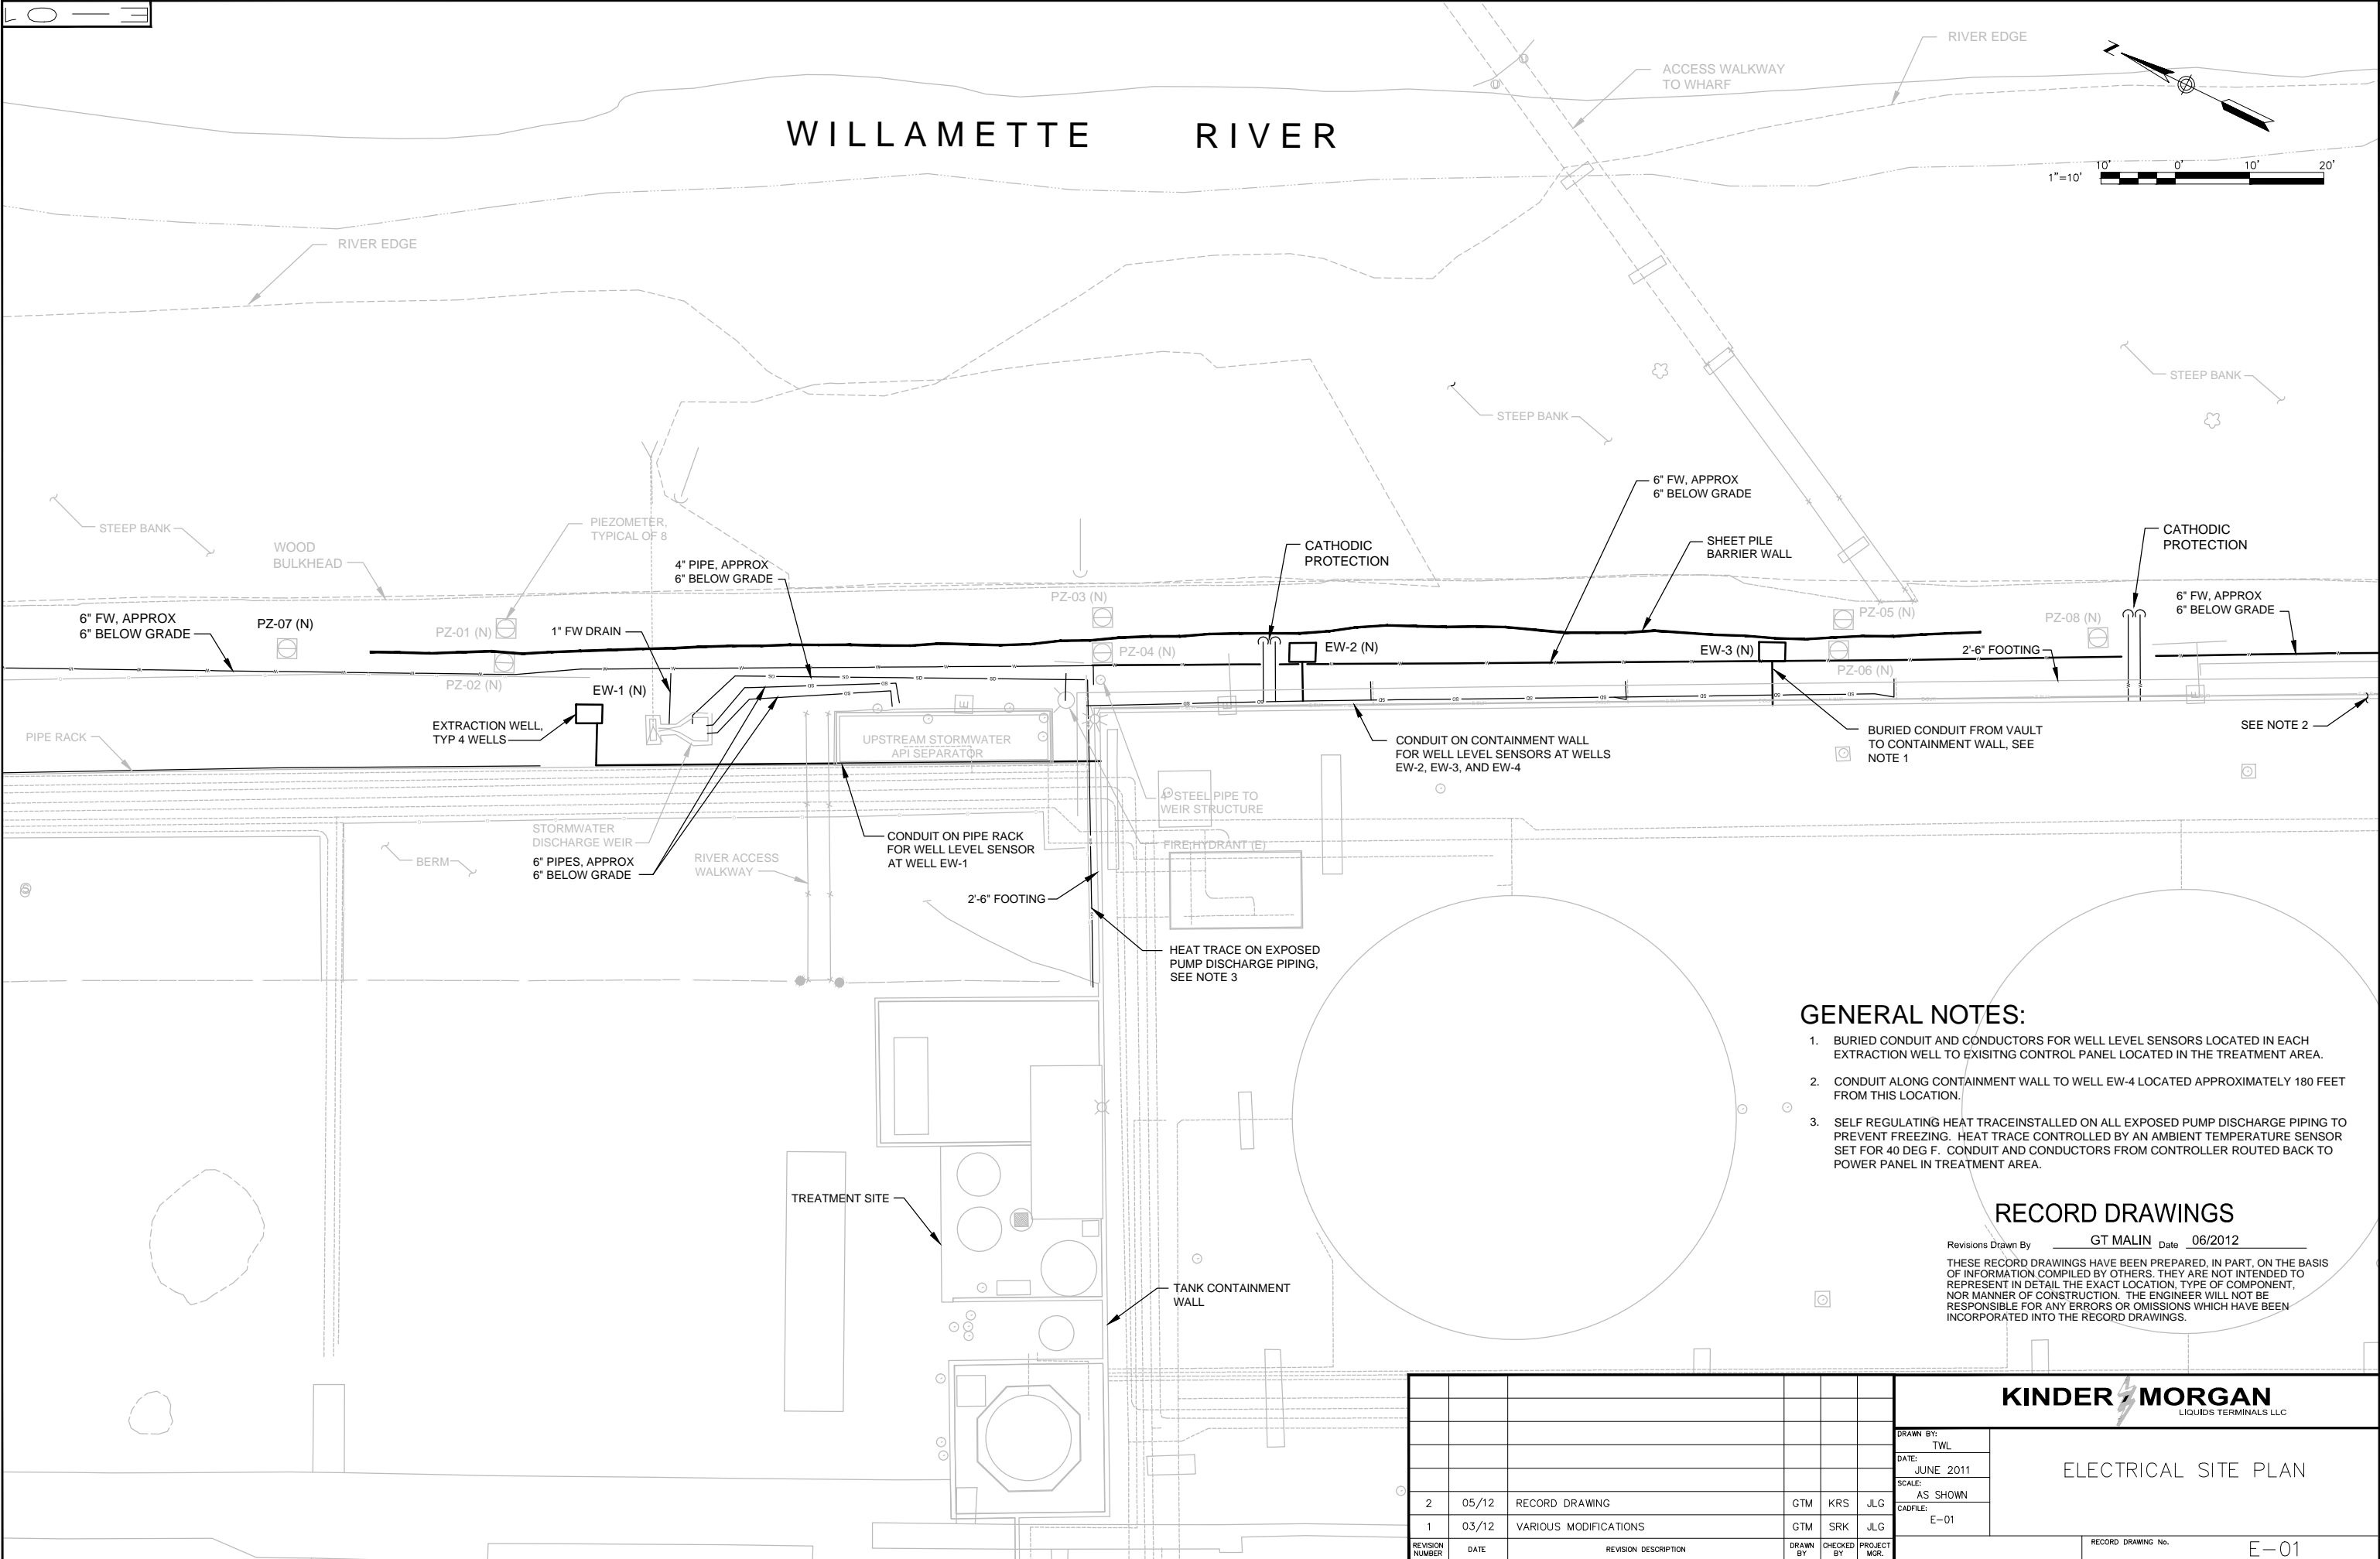 E-01
RIVER EDGE
ACCESS WALKWAY
TO WHARF
N
WILLAMETTE RIVER
10' 0' 10' 20'
1"=10'
RIVER EDGE
STEEP BANK
STEEP BANK
6" FW, APPROX
6" BELOW GRADE
STEEP BANK
PIEZOMETER,
TYPICAL OF 8
WOOD
BULKHEAD
CATHODIC
PROTECTION
SHEET PILE
BARRIER WALL
CATHODIC
PROTECTION
4" PIPE, APPROX
6" BELOW GRADE
PZ-03 (N)
6" FW, APPROX
6" BELOW GRADE
PZ-05 (N)
PZ-08 (N)
6" FW, APPROX
6" BELOW GRADE
PZ-07 (N)
PZ-01 (N)
1" FW DRAIN
PZ-04 (N)
EW-2 (N)
EW-3 (N)
2'-6" FOOTING
PZ-06 (N)
PZ-02 (N)
EW-1 (N)
EXTRACTION WELL,
TYP 4 WELLS
PIPE RACK
UPSTREAM STORMWATER
API SEPARATOR
CONDUIT ON CONTAINMENT WALL
FOR WELL LEVEL SENSORS AT WELLS
EW-2, EW-3, AND EW-4
BURIED CONDUIT FROM VAULT
TO CONTAINMENT WALL, SEE
NOTE 1
SEE NOTE 2
4" STEEL PIPE TO
WEIR STRUCTURE
STORMWATER
DISCHARGE WEIR
6" PIPES, APPROX
6" BELOW GRADE
BERM
RIVER ACCESS
WALKWAY
CONDUIT ON PIPE RACK
FOR WELL LEVEL SENSOR
AT WELL EW-1
FIRE HYDRANT (E)
2'-6" FOOTING
HEAT TRACE ON EXPOSED
PUMP DISCHARGE PIPING,
SEE NOTE 3
TREATMENT SITE
TANK CONTAINMENT
WALL
GENERAL NOTES:
1. BURIED CONDUIT AND CONDUCTORS FOR WELL LEVEL SENSORS LOCATED IN EACH
EXTRACTION WELL TO EXISITNG CONTROL PANEL LOCATED IN THE TREATMENT AREA.
2. CONDUIT ALONG CONTAINMENT WALL TO WELL EW-4 LOCATED APPROXIMATELY 180 FEET
FROM THIS LOCATION.
3. SELF REGULATING HEAT TRACEINSTALLED ON ALL EXPOSED PUMP DISCHARGE PIPING TO
PREVENT FREEZING. HEAT TRACE CONTROLLED BY AN AMBIENT TEMPERATURE SENSOR
SET FOR 40 DEG F. CONDUIT AND CONDUCTORS FROM CONTROLLER ROUTED BACK TO
POWER PANEL IN TREATMENT AREA.
RECORD DRAWINGS
Revisions Drawn By GT MALIN Date 06/2012
THESE RECORD DRAWINGS HAVE BEEN PREPARED, IN PART, ON THE BASIS
OF INFORMATION COMPILED BY OTHERS. THEY ARE NOT INTENDED TO
REPRESENT IN DETAIL THE EXACT LOCATION, TYPE OF COMPONENT,
NOR MANNER OF CONSTRUCTION. THE ENGINEER WILL NOT BE
RESPONSIBLE FOR ANY ERRORS OR OMISSIONS WHICH HAVE BEEN
INCORPORATED INTO THE RECORD DRAWINGS.
2 05/12 RECORD DRAWING GTM KRS JLG
1 03/12 VARIOUS MODIFICATIONS GTM SRK JLG
REVISION NUMBER DATE REVISION DESCRIPTION DRAWN BY CHECKED BY PROJECT MGR.
KINDER MORGAN
LIQUIDS TERMINALS LLC
DRAWN BY:
TWL
DATE:
JUNE 2011
SCALE:
AS SHOWN
CADFILE:
E-01
ELECTRICAL SITE PLAN
RECORD DRAWING No.
E-01